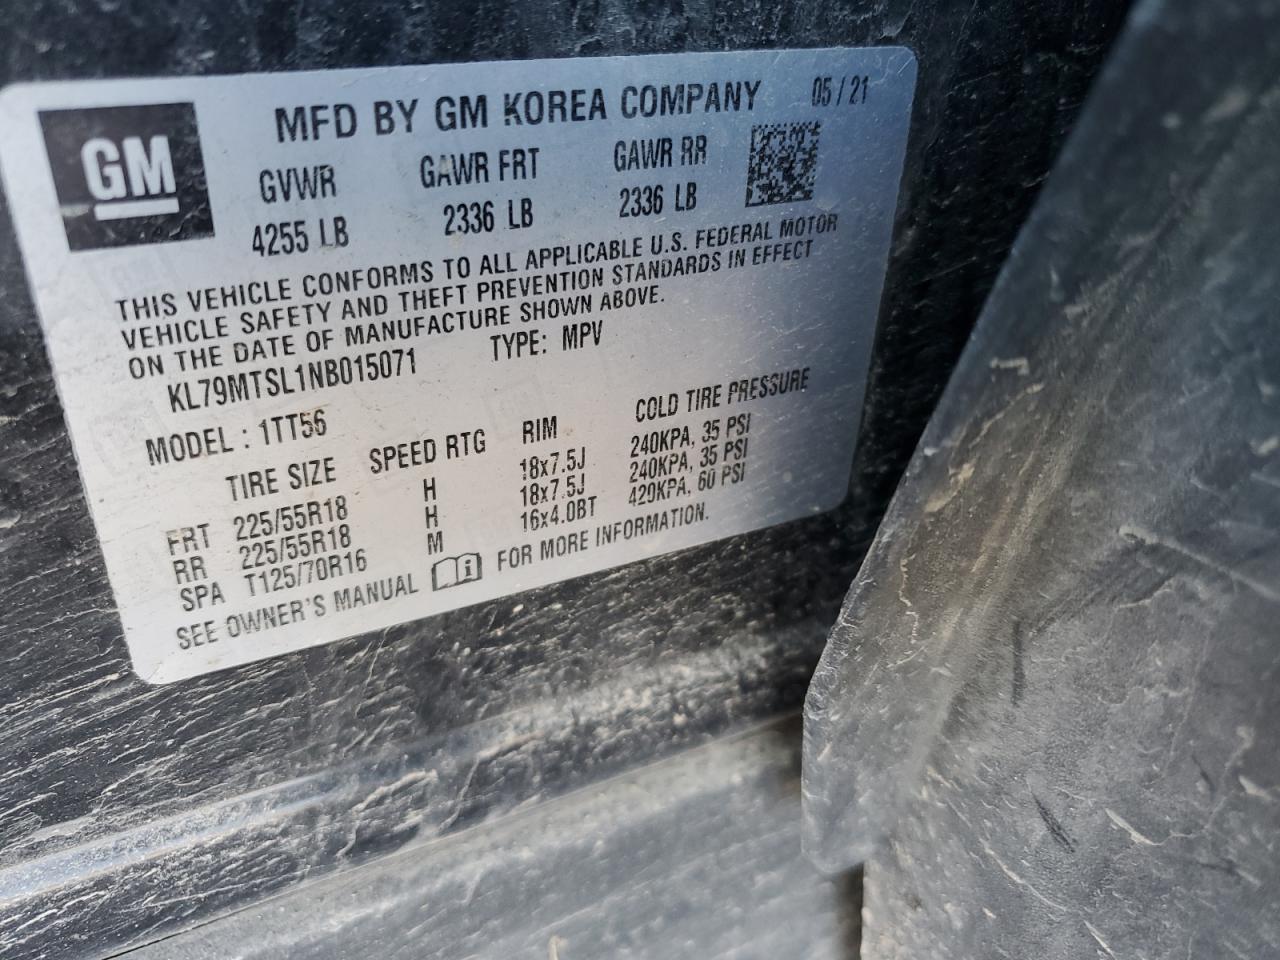 GM
MFD BY GM KOREA COMPANY 05/21
GVWR GAWR FRT GAWR RR
4255 LB 2336 LB 2336 LB
THIS VEHICLE CONFORMS TO ALL APPLICABLE U.S. FEDERAL MOTOR
VEHICLE SAFETY AND THEFT PREVENTION STANDARDS IN EFFECT
ON THE DATE OF MANUFACTURE SHOWN ABOVE.
KL79MTSL1NB015071 TYPE: MPV
MODEL : 1TT56
TIRE SIZE SPEED RTG RIM COLD TIRE PRESSURE
FRT 225/55R18 H 18x7.5J 240KPA, 35 PSI
RR 225/55R18 H 18x7.5J 240KPA, 35 PSI
SPA T125/70R16 M 16x4.0BT 420KPA, 60 PSI
SEE OWNER'S MANUAL FOR MORE INFORMATION.